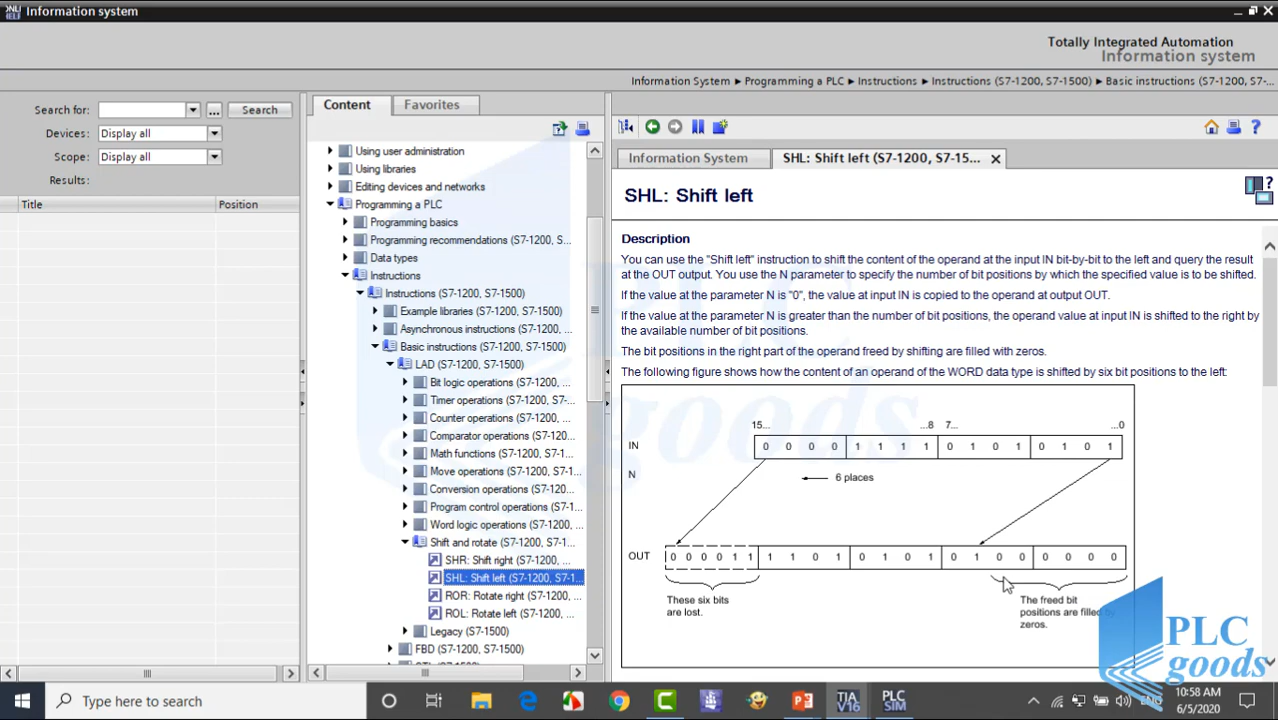 Information system
Totally Integrated Automation
Information system
Information System ▸ Programming a PLC ▸ Instructions ▸ Instructions (S7-1200, S7-1500) ▸ Basic instructions (S7-1200, S7-...
Search for:
...
Search
Devices:
Display all
Scope:
Display all
Results:
Title
Position
Content
Favorites
Using user administration
Using libraries
Editing devices and networks
Programming a PLC
Programming basics
Programming recommendations (S7-1200, S...
Data types
Instructions
Instructions (S7-1200, S7-1500)
Example libraries (S7-1200, S7-1500)
Asynchronous instructions (S7-1200, ...
Basic instructions (S7-1200, S7-1500)
LAD (S7-1200, S7-1500)
Bit logic operations (S7-1200, ...
Timer operations (S7-1200, S7-...
Counter operations (S7-1200, ...
Comparator operations (S7-12...
Math functions (S7-1200, S7-1...
Move operations (S7-1200, S7-1...
Conversion operations (S7-120...
Program control operations (S7-...
Word logic operations (S7-1200...
Shift and rotate (S7-1200, S7-1...
SHR: Shift right (S7-1200, ...
SHL: Shift left (S7-1200, S7-1...
ROR: Rotate right (S7-1200, ...
ROL: Rotate left (S7-1200, ...
Legacy (S7-1500)
FBD (S7-1200, S7-1500)
Information System
SHL: Shift left (S7-1200, S7-15...
SHL: Shift left
Description
You can use the "Shift left" instruction to shift the content of the operand at the input IN bit-by-bit to the left and query the result
at the OUT output. You use the N parameter to specify the number of bit positions by which the specified value is to be shifted.
If the value at the parameter N is "0", the value at input IN is copied to the operand at output OUT.
If the value at the parameter N is greater than the number of bit positions, the operand value at input IN is shifted to the right by
the available number of bit positions.
The bit positions in the right part of the operand freed by shifting are filled with zeros.
The following figure shows how the content of an operand of the WORD data type is shifted by six bit positions to the left:
15... ...8 7... ...0
IN 0 0 0 0 1 1 1 1 0 1 0 1 0 1 0 1
N 6 places
OUT 0 0 0 0 1 1 1 1 0 1 0 1 0 1 0 1 0 0 0 0 0 0
These six bits
are lost.
The freed bit
positions are filled by
zeros.
PLC
goods
PLC
goods
Type here to search
TIA
V16
PLC
SIM
10:58 AM
6/5/2020